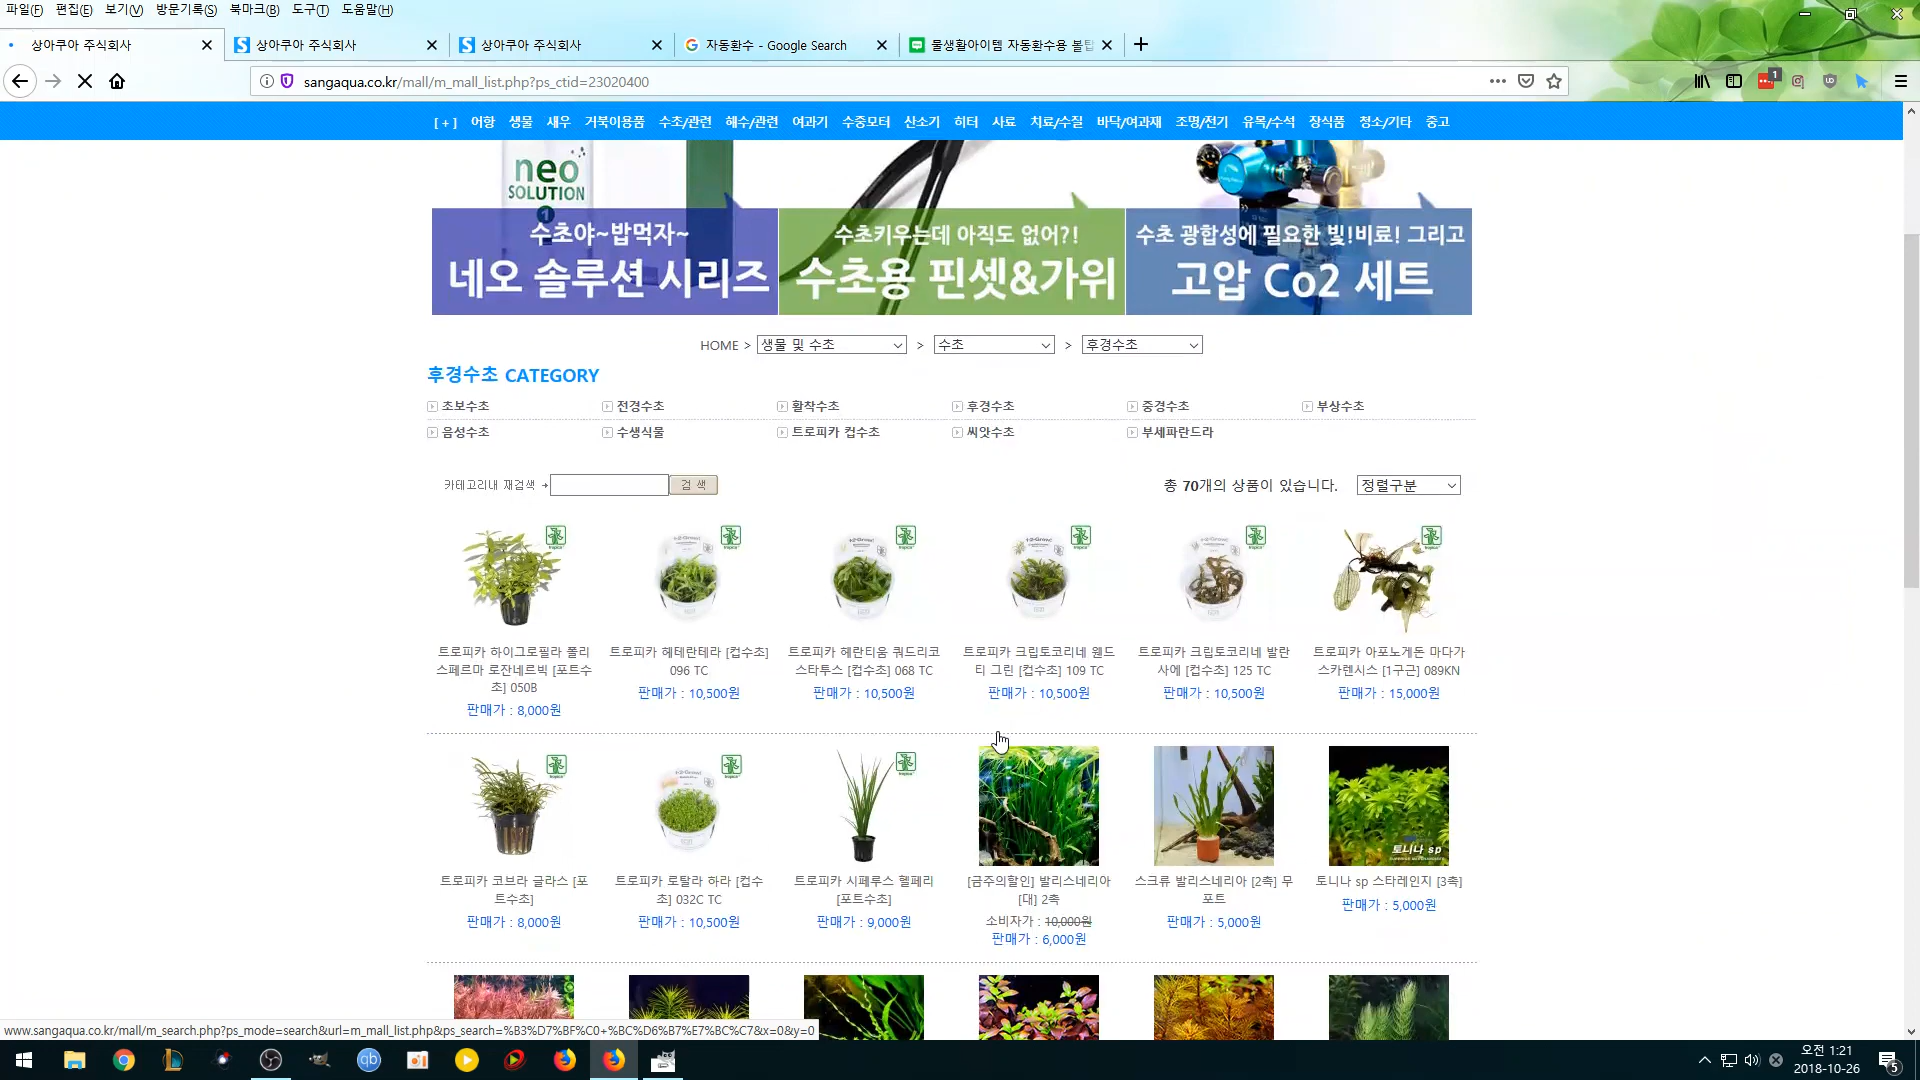 파일(F) 편집(E) 보기(V) 방문기록(S) 북마크(B) 도구(T) 도움말(H)
상아쿠아 주식회사
상아쿠아 주식회사
상아쿠아 주식회사
자동환수 - Google Search
물생활아이템 자동환수용 볼탑
sangaqua.co.kr/mall/m_mall_list.php?ps_ctid=23020400
1
[ + ] 어항 생물 새우 거북이용품 수초/관련 해수/관련 여과기 수중모터 산소기 히터 사료 치료/수질 바닥/여과재 조명/전기 유목/수석 장식품 청소/기타 중고
neo
SOLUTION
1
수초야~밥먹자~
네오 솔루션 시리즈
수초키우는데 아직도 없어?!
수초용 핀셋&가위
수초 광합성에 필요한 빛!비료! 그리고
고압 Co2 세트
HOME > 생물 및 수초 > 수초 > 후경수초
후경수초 CATEGORY
초보수초 전경수초 활착수초 후경수초 중경수초 부상수초
음성수초 수생식물 트로피카 컵수초 씨앗수초 부세파란드라
카테고리내 재검색 검 색
총 70개의 상품이 있습니다. 정렬구분
트로피카 하이그로필라 폴리
스페르마 로잔네르빅 [포트수
초] 050B
판매가 : 8,000원
트로피카 헤테란테라 [컵수초]
096 TC
판매가 : 10,500원
트로피카 헤란티움 쿼드리코
스타투스 [컵수초] 068 TC
판매가 : 10,500원
트로피카 크립토코리네 웬드
티 그린 [컵수초] 109 TC
판매가 : 10,500원
트로피카 크립토코리네 발란
사에 [컵수초] 125 TC
판매가 : 10,500원
트로피카 아포노게돈 마다가
스카렌시스 [1구근] 089KN
판매가 : 15,000원
트로피카 코브라 글라스 [포
트수초]
판매가 : 8,000원
트로피카 로탈라 하라 [컵수
초] 032C TC
판매가 : 10,500원
트로피카 시페루스 헬페리
[포트수초]
판매가 : 9,000원
[금주의할인] 발리스네리아
[대] 2촉
소비자가 : 10,000원
판매가 : 6,000원
스크류 발리스네리아 [2촉] 무
포트
판매가 : 5,000원
토니나 sp
토니나 sp 스타레인지 [3촉]
판매가 : 5,000원
www.sangaqua.co.kr/mall/m_search.php?ps_mode=search&url=m_mall_list.php&ps_search=%B3%D7%BF%C0+%BC%D6%B7%E7%BC%C7&x=0&y=0
오전 1:21
2018-10-26
5